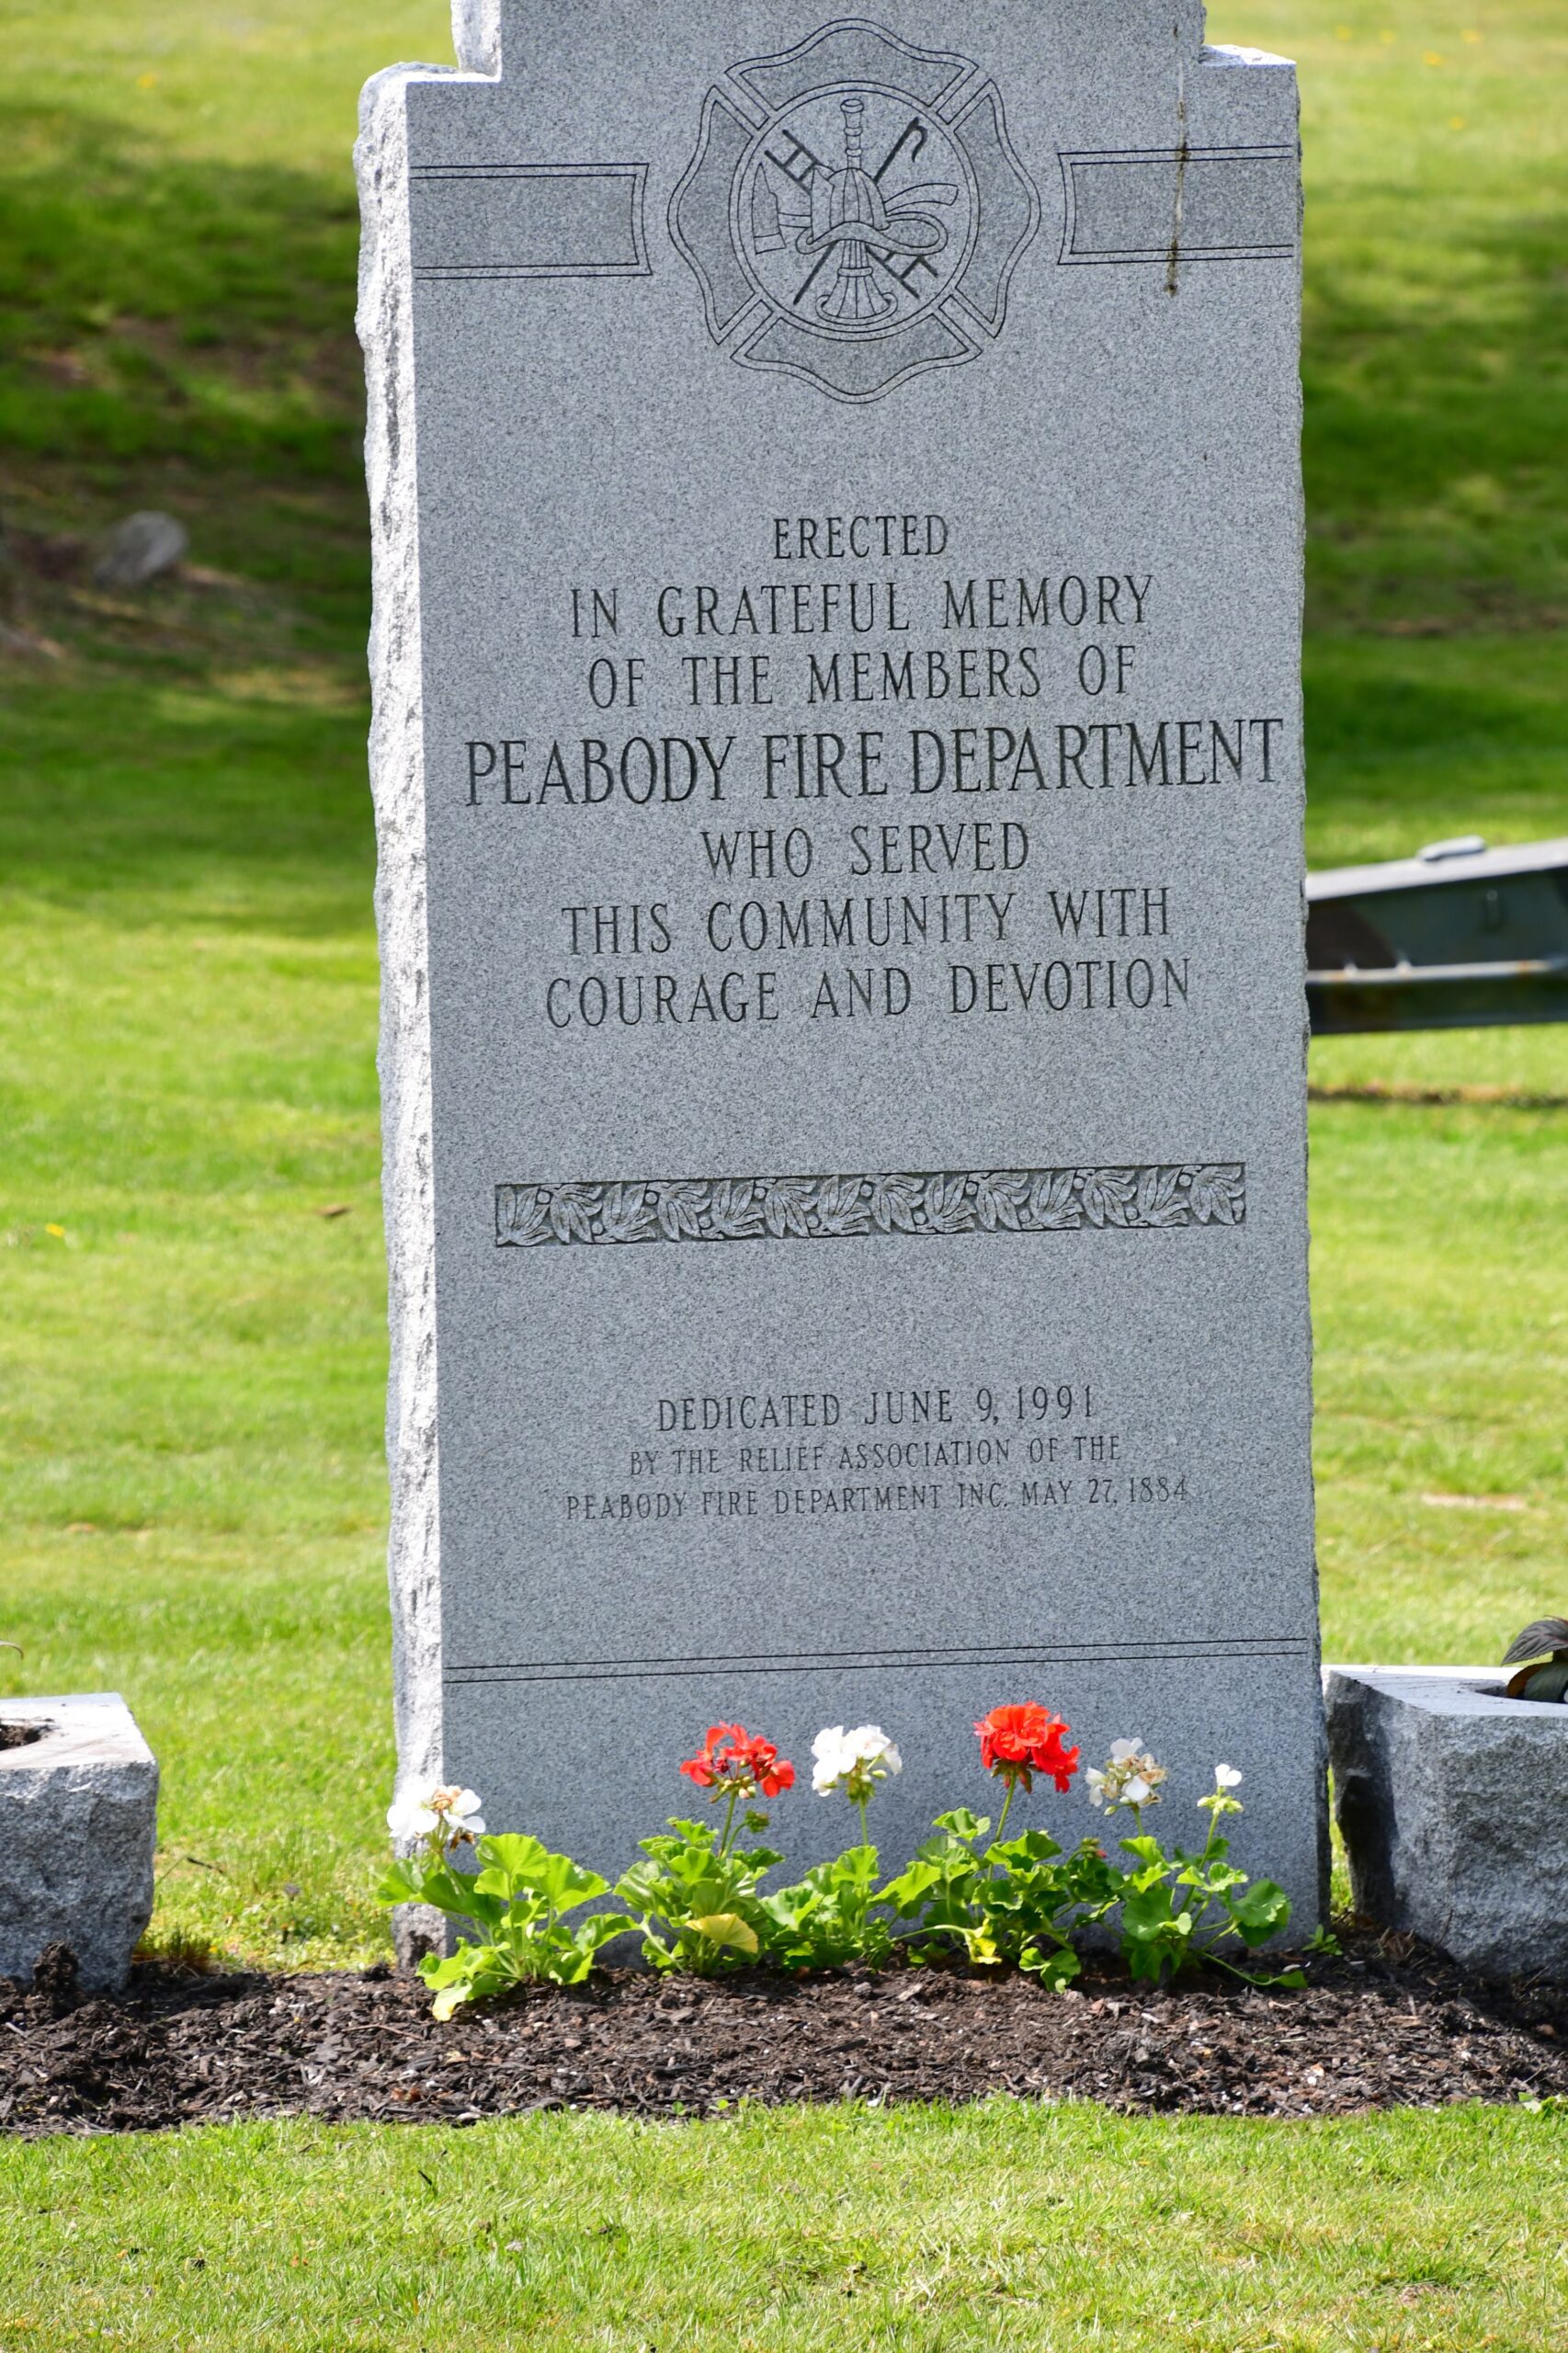 ERECTED
IN GRATEFUL MEMORY
OF THE MEMBERS OF
PEABODY FIRE DEPARTMENT
WHO SERVED
THIS COMMUNITY WITH
COURAGE AND DEVOTION
DEDICATED JUNE 9, 1991
BY THE RELIEF ASSOCIATION OF THE
PEABODY FIRE DEPARTMENT INC. MAY 27, 1884